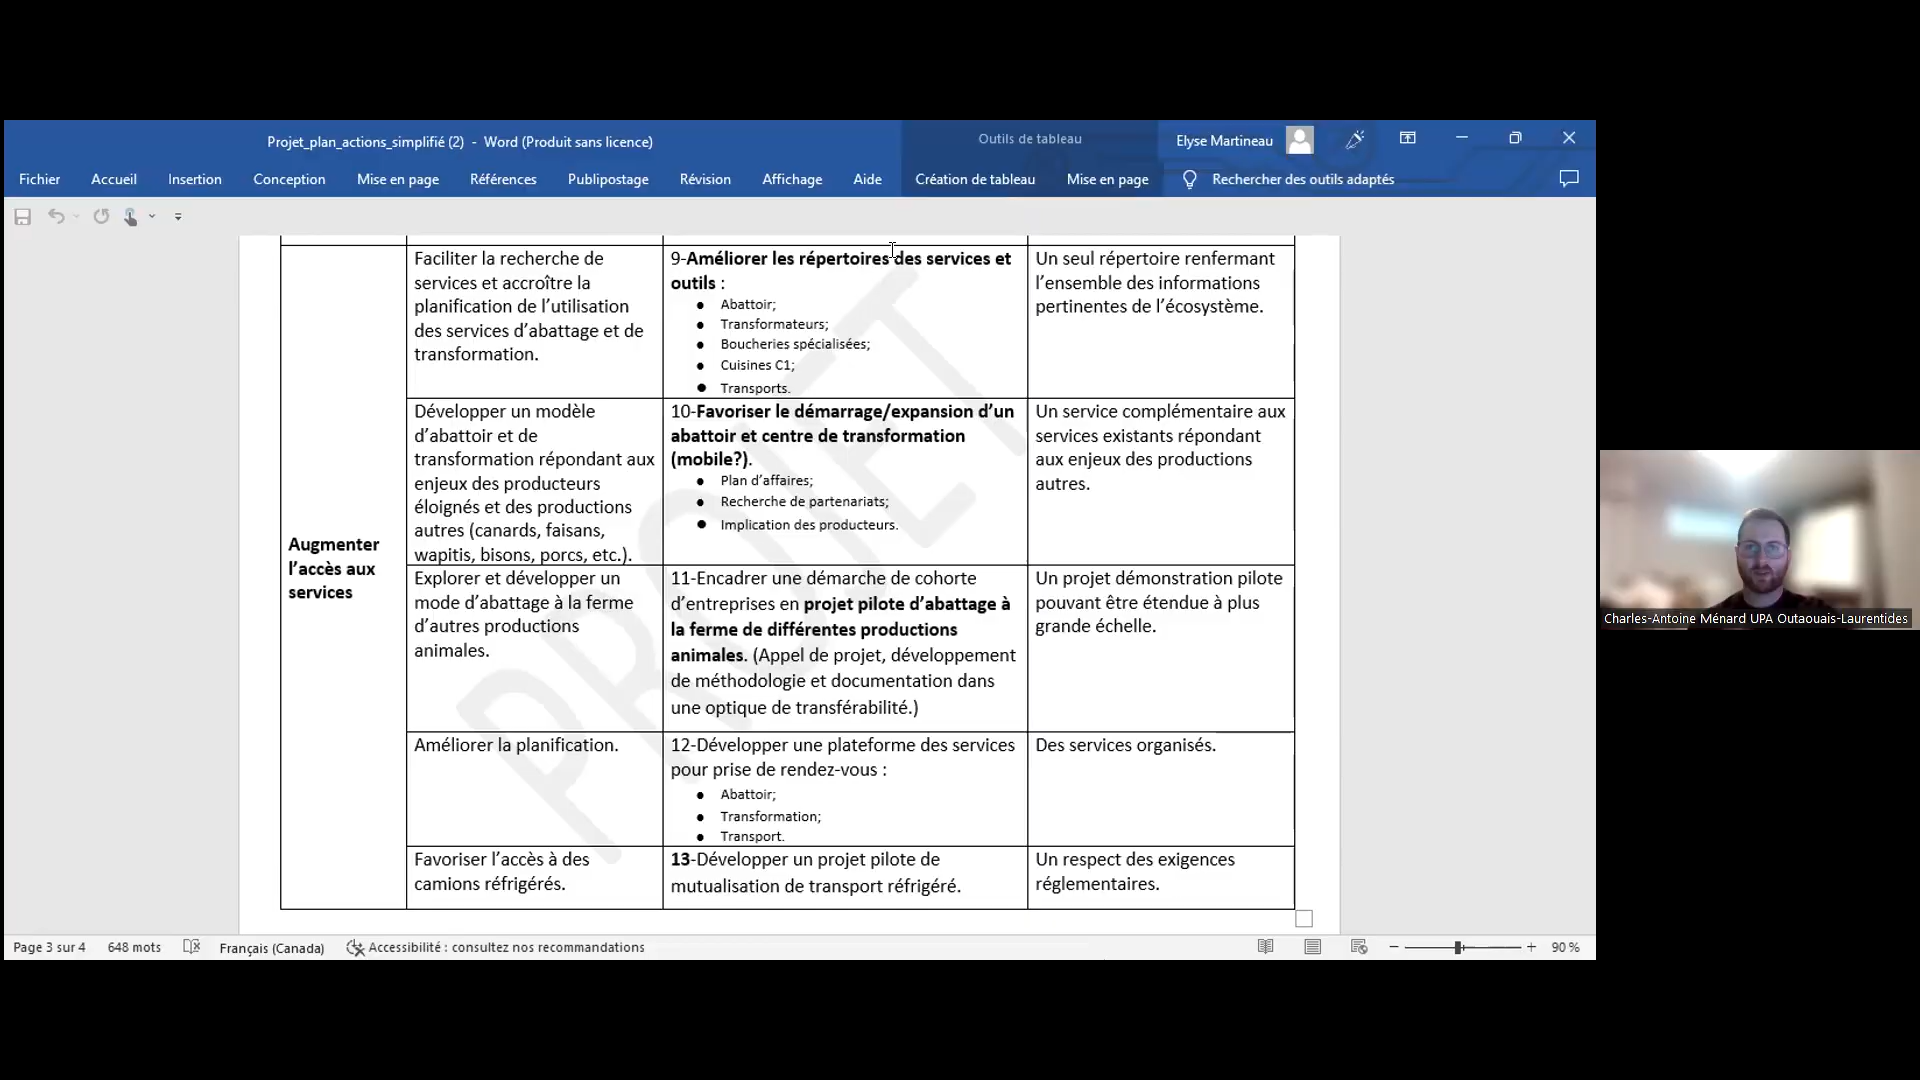 Projet_plan_actions_simplifié (2) - Word (Produit sans licence)
Outils de tableau
Elyse Martineau
Fichier Accueil Insertion Conception Mise en page Références Publipostage Révision Affichage Aide Création de tableau Mise en page Rechercher des outils adaptés
Augmenter
l’accès aux
services
Faciliter la recherche de
services et accroître la
planification de l’utilisation
des services d’abattage et de
transformation.
9-Améliorer les répertoires des services et
outils :
● Abattoir;
● Transformateurs;
● Boucheries spécialisées;
● Cuisines C1;
● Transports.
Un seul répertoire renfermant
l’ensemble des informations
pertinentes de l’écosystème.
Développer un modèle
d’abattoir et de
transformation répondant aux
enjeux des producteurs
éloignés et des productions
autres (canards, faisans,
wapitis, bisons, porcs, etc.).
10-Favoriser le démarrage/expansion d’un
abattoir et centre de transformation
(mobile?).
● Plan d’affaires;
● Recherche de partenariats;
● Implication des producteurs.
Un service complémentaire aux
services existants répondant
aux enjeux des productions
autres.
Explorer et développer un
mode d’abattage à la ferme
d’autres productions
animales.
11-Encadrer une démarche de cohorte
d’entreprises en projet pilote d’abattage à
la ferme de différentes productions
animales. (Appel de projet, développement
de méthodologie et documentation dans
une optique de transférabilité.)
Un projet démonstration pilote
pouvant être étendue à plus
grande échelle.
Améliorer la planification.
12-Développer une plateforme des services
pour prise de rendez-vous :
● Abattoir;
● Transformation;
● Transport.
Des services organisés.
Favoriser l’accès à des
camions réfrigérés.
13-Développer un projet pilote de
mutualisation de transport réfrigéré.
Un respect des exigences
réglementaires.
PROJET
Charles-Antoine Ménard UPA Outaouais-Laurentides
Page 3 sur 4 648 mots Français (Canada) Accessibilité : consultez nos recommandations 90 %